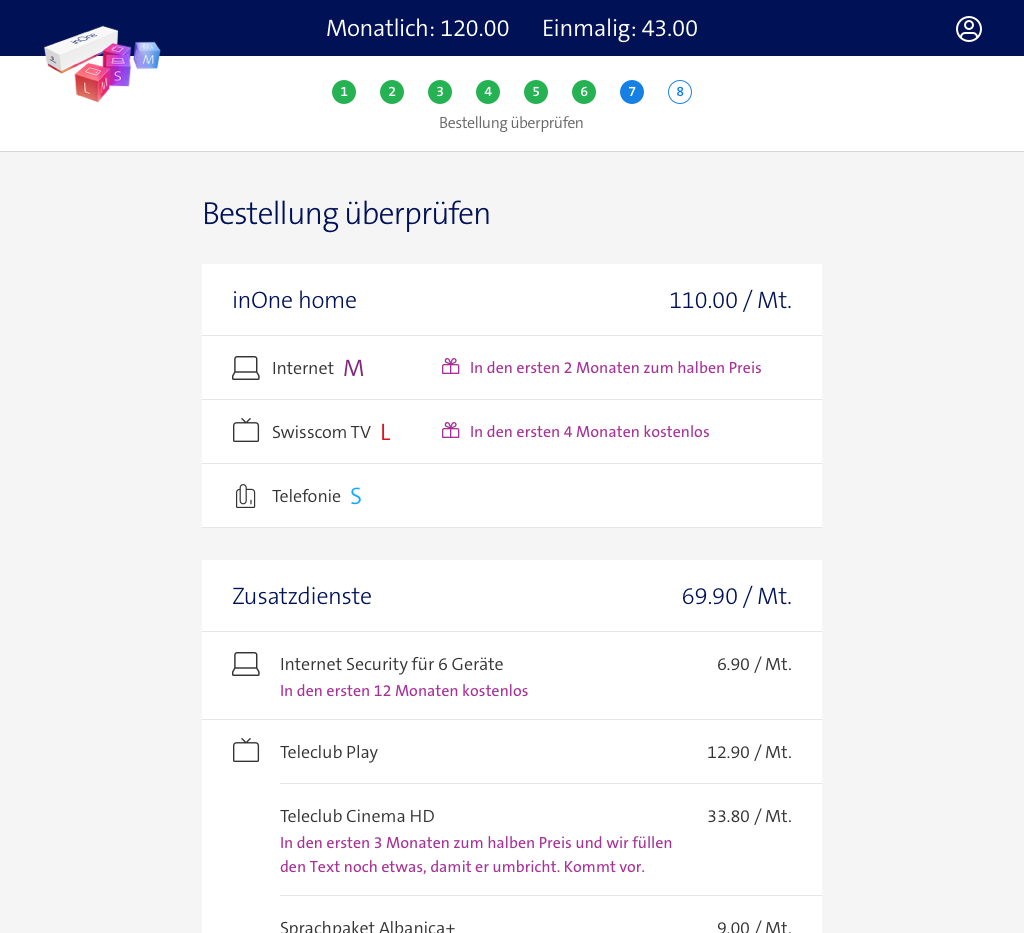 Monatlich: 120.00 Einmalig: 43.00
inOne
M
S
L
M
1 2 3 4 5 6 7 8
Bestellung überprüfen
Bestellung überprüfen
inOne home 110.00 / Mt.
Internet M In den ersten 2 Monaten zum halben Preis
Swisscom TV L In den ersten 4 Monaten kostenlos
Telefonie S
Zusatzdienste 69.90 / Mt.
Internet Security für 6 Geräte 6.90 / Mt.
In den ersten 12 Monaten kostenlos
Teleclub Play 12.90 / Mt.
Teleclub Cinema HD 33.80 / Mt.
In den ersten 3 Monaten zum halben Preis und wir füllen
den Text noch etwas, damit er umbricht. Kommt vor.
Sprachpaket Albanica+ 9.00 / Mt.